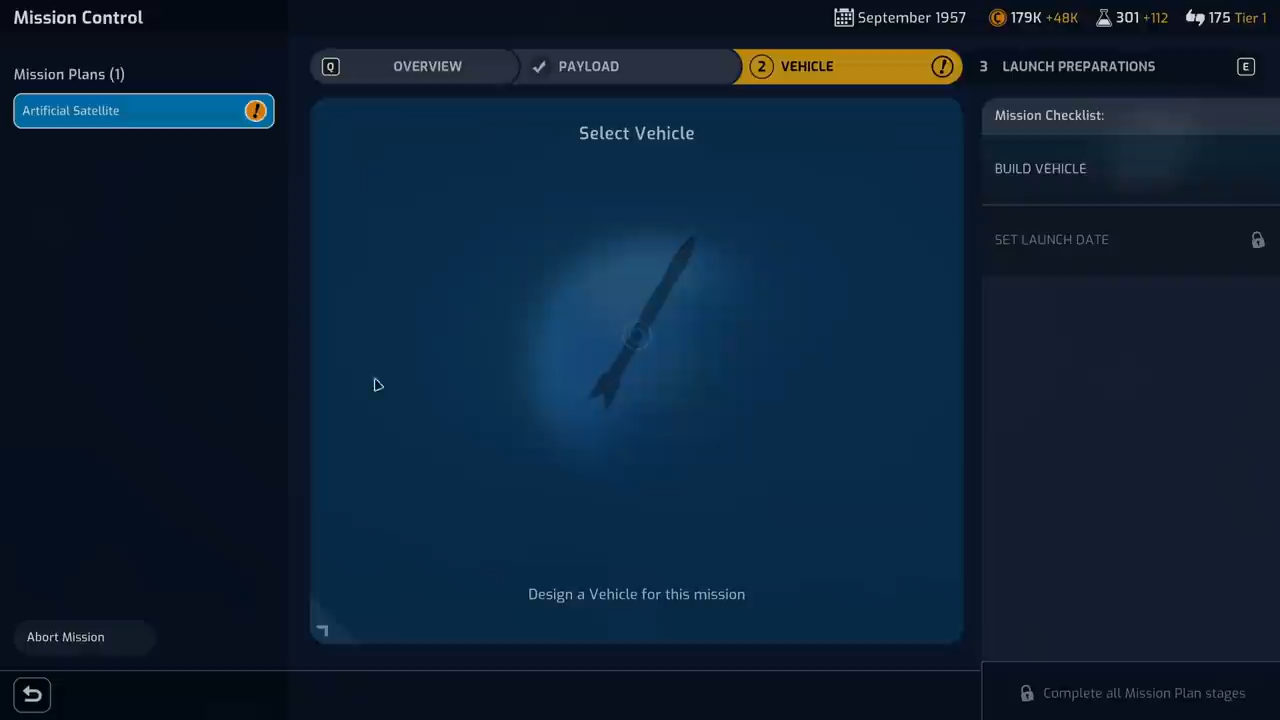 Mission Control
September 1957
179K +48K
301 +112
175 Tier 1
Mission Plans (1)
Artificial Satellite
Q
OVERVIEW
PAYLOAD
2 VEHICLE
3 LAUNCH PREPARATIONS
E
Select Vehicle
Mission Checklist:
BUILD VEHICLE
SET LAUNCH DATE
Design a Vehicle for this mission
Abort Mission
Complete all Mission Plan stages